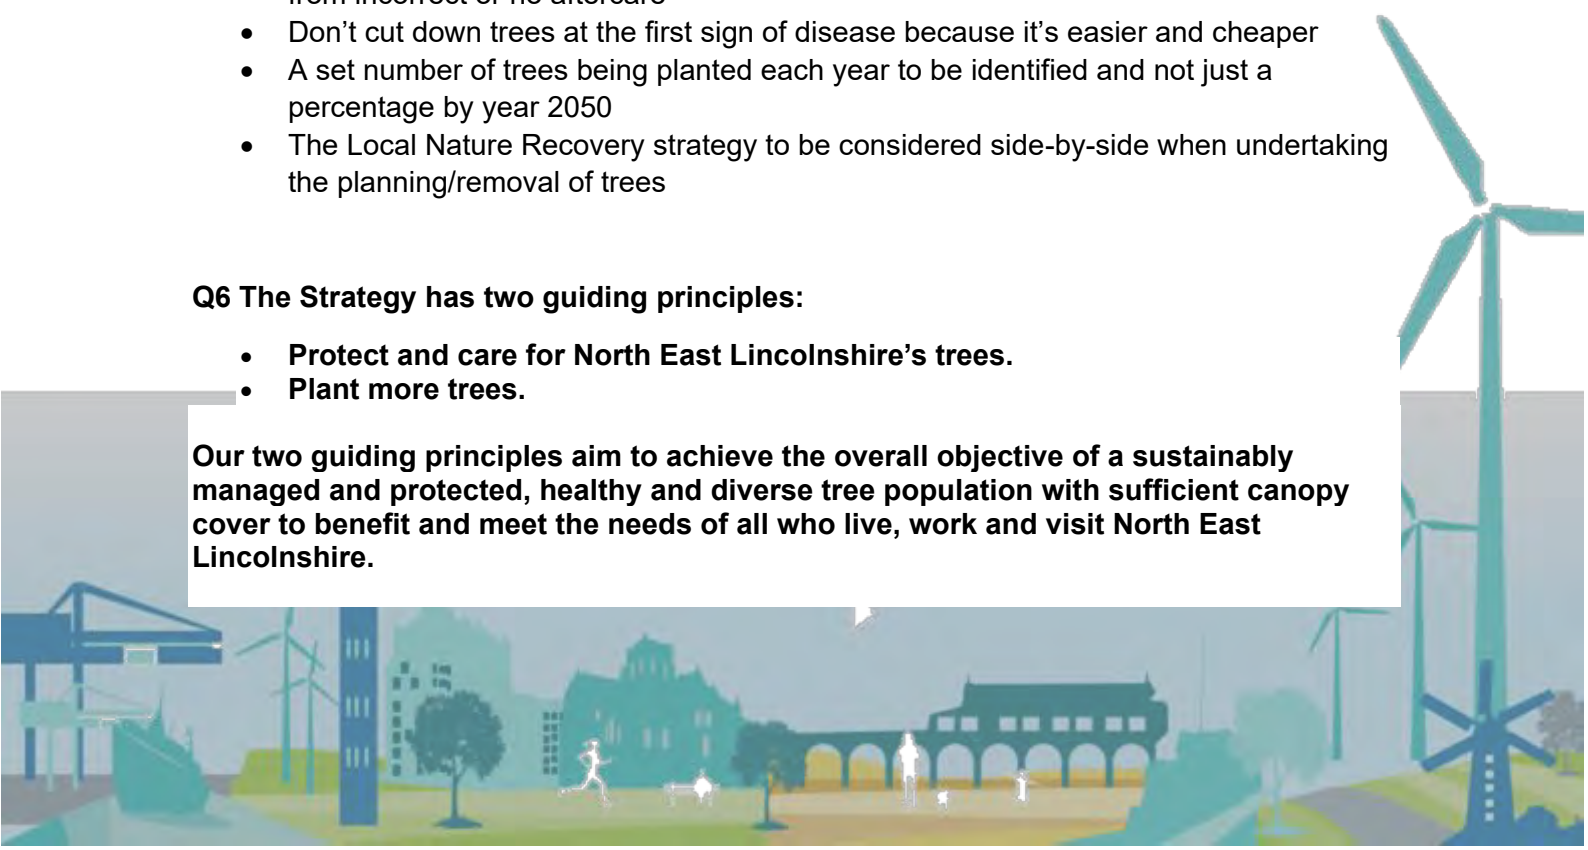 from incorrect or no aftercare
• Don’t cut down trees at the first sign of disease because it’s easier and cheaper
• A set number of trees being planted each year to be identified and not just a
percentage by year 2050
• The Local Nature Recovery strategy to be considered side-by-side when undertaking
the planning/removal of trees
Q6 The Strategy has two guiding principles:
• Protect and care for North East Lincolnshire’s trees.
• Plant more trees.
Our two guiding principles aim to achieve the overall objective of a sustainably
managed and protected, healthy and diverse tree population with sufficient canopy
cover to benefit and meet the needs of all who live, work and visit North East
Lincolnshire.